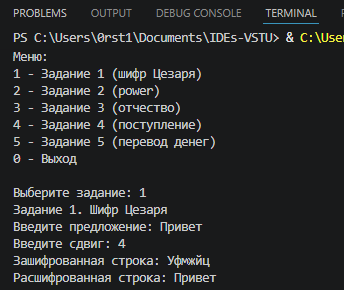 PROBLEMS OUTPUT DEBUG CONSOLE TERMINAL
PS C:\Users\0rst1\Documents\IDEs-VSTU> & C:\Use
Меню:
1 - Задание 1 (шифр Цезаря)
2 - Задание 2 (power)
3 - Задание 3 (отчество)
4 - Задание 4 (поступление)
5 - Задание 5 (перевод денег)
0 - Выход
Выберите задание: 1
Задание 1. Шифр Цезаря
Введите предложение: Привет
Введите сдвиг: 4
Зашифрованная строка: Уфмжйц
Расшифрованная строка: Привет